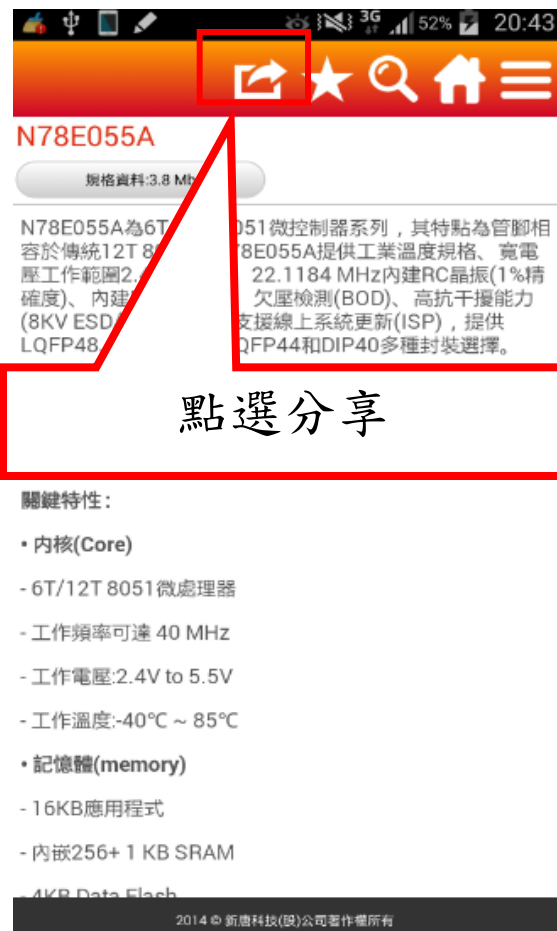 3G 52% 20:43
N78E055A
規格資料:3.8 Mb
N78E055A為6T 051微控制器系列，其特點為管腳相
容於傳統12T 8 78E055A提供工業溫度規格、寬電
壓工作範圍2. 22.1184 MHz內建RC晶振(1%精
確度)、內建 欠壓檢測(BOD)、高抗干擾能力
(8KV ESD 支援線上系統更新(ISP)，提供
LQFP48 QFP44和DIP40多種封裝選擇。
點選分享
關鍵特性：
• 內核(Core)
- 6T/12T 8051微處理器
- 工作頻率可達 40 MHz
- 工作電壓:2.4V to 5.5V
- 工作溫度:-40℃ ~ 85℃
• 記憶體(memory)
- 16KB應用程式
- 內嵌256+ 1 KB SRAM
- 4KB Data Flash
2014 © 新唐科技(股)公司著作權所有